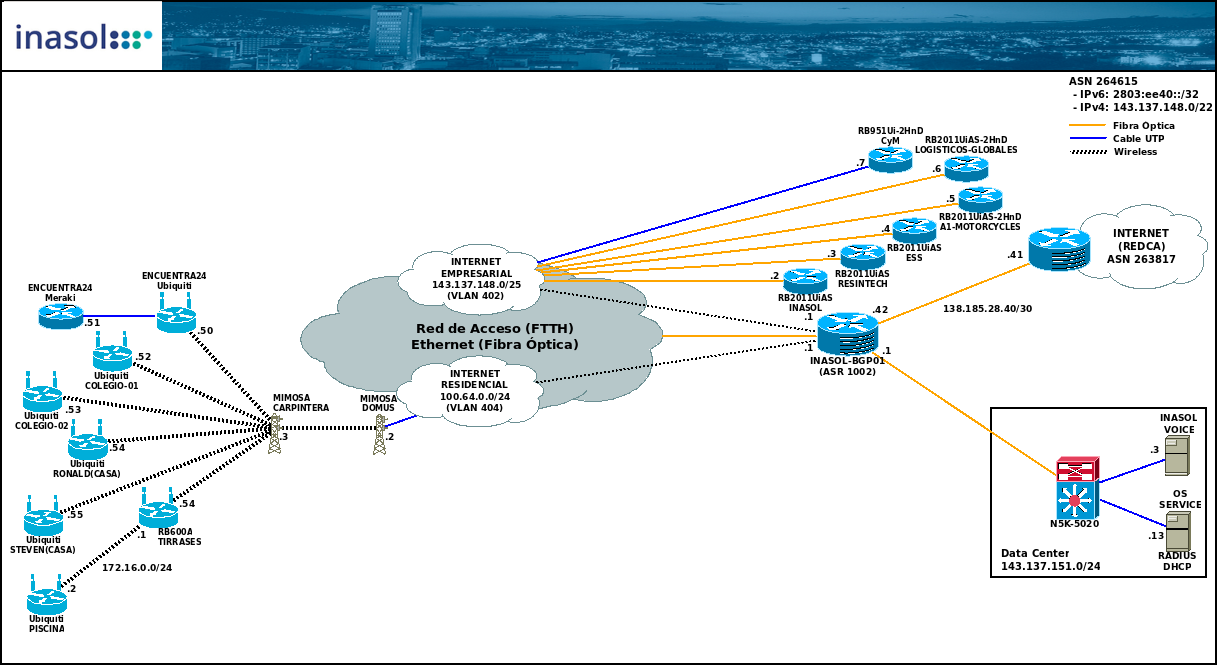 inasol
ASN 264615
- IPv6: 2803:ee40::/32
- IPv4: 143.137.148.0/22
Fibra Optica
Cable UTP
Wireless
RB951Ui-2HnD
CyM
.7
RB2011UiAS-2HnD
LOGISTICOS-GLOBALES
.6
.5
RB2011UiAS-2HnD
A1-MOTORCYCLES
.4
RB2011UiAS
ESS
.3
RB2011UiAS
RESINTECH
.2
RB2011UiAS
INASOL
INTERNET
(REDCA)
ASN 263817
.41
138.185.28.40/30
.42
.1
.1
.1
INASOL-BGP01
(ASR 1002)
INTERNET
EMPRESARIAL
143.137.148.0/25
(VLAN 402)
Red de Acceso (FTTH)
Ethernet (Fibra Óptica)
INTERNET
RESIDENCIAL
100.64.0.0/24
(VLAN 404)
ENCUENTRA24
Ubiquiti
.50
ENCUENTRA24
Meraki
.51
.52
Ubiquiti
COLEGIO-01
.53
Ubiquiti
COLEGIO-02
.54
Ubiquiti
RONALD(CASA)
.55
Ubiquiti
STEVEN(CASA)
.54
.1
RB600A
TIRRASES
172.16.0.0/24
.2
Ubiquiti
PISCINA
MIMOSA
CARPINTERA
.3
MIMOSA
DOMUS
.2
INASOL
VOICE
.3
OS
SERVICE
.13
RADIUS
DHCP
N5K-5020
Data Center
143.137.151.0/24